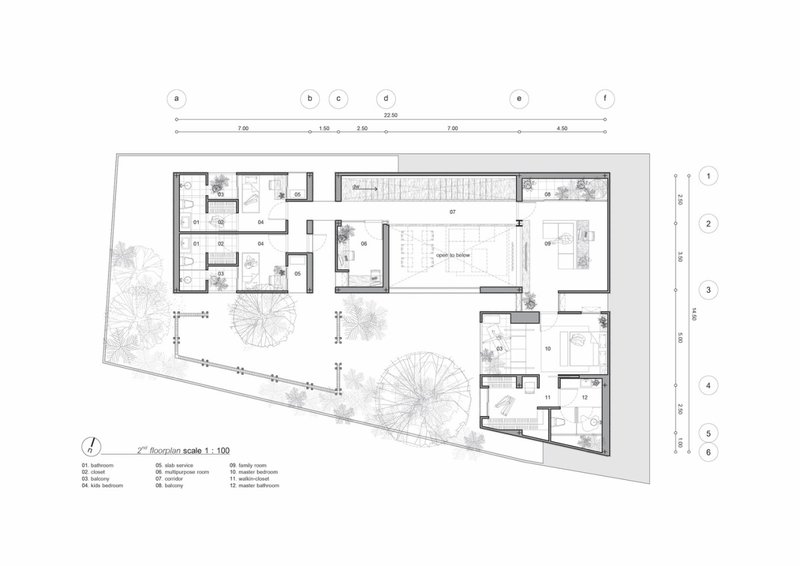 a b c d e f
22.50
7.00 1.50 2.50 7.00 4.50
1
2
3
4
5
6
2.50
3.50
5.00
2.50
1.00
14.50
03 05 dw 08
01 02 04 07
01 02 04 06 09
open to below
03 05
03 10
11 12
n
2nd floorplan scale 1 : 100
01. bathroom
02. closet
03. balcony
04. kids bedroom
05. slab service
06. multipurpose room
07. corridor
08. balcony
09. family room
10. master bedroom
11. walkin-closet
12. master bathroom